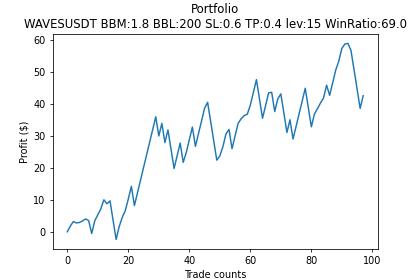 Portfolio
WAVESUSDT BBM:1.8 BBL:200 SL:0.6 TP:0.4 lev:15 WinRatio:69.0
60
50
40
30
20
10
0
Profit ($)
0 20 40 60 80 100
Trade counts